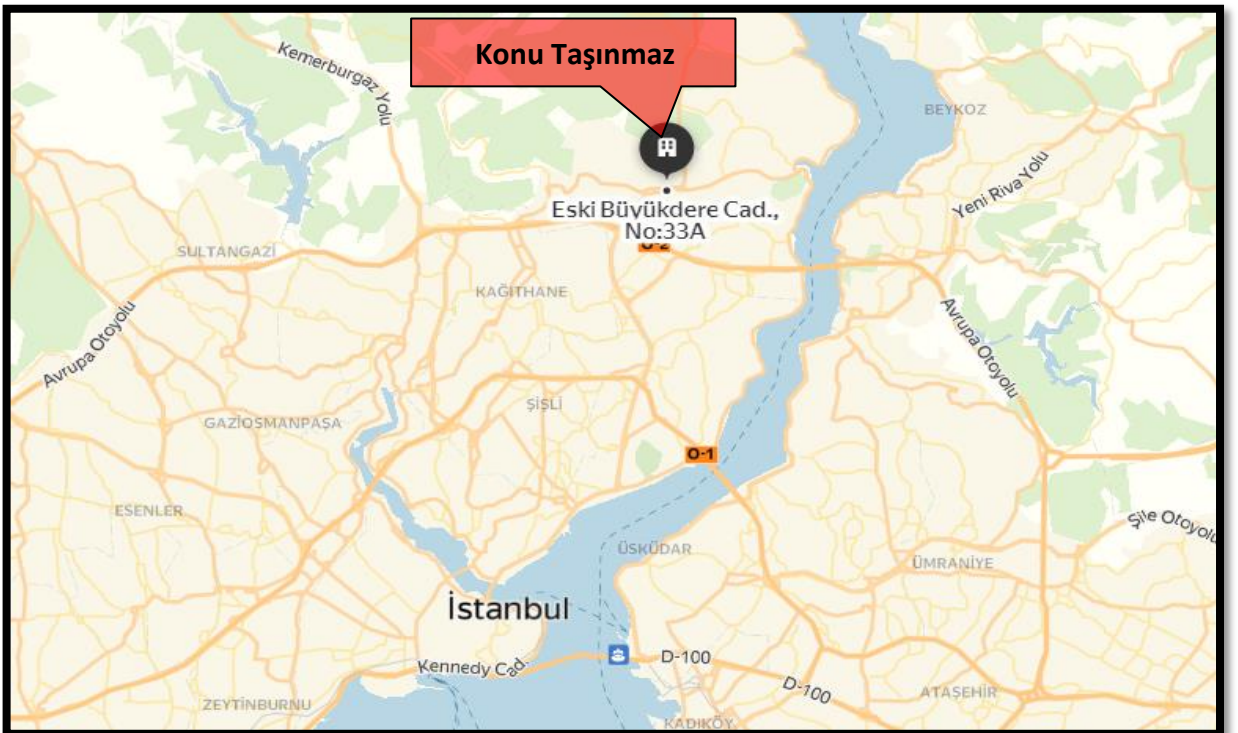 Konu Taşınmaz
Kemerburgaz Yolu
BEYKOZ
Yeni Riva Yolu
Eski Büyükdere Cad.,
No:33A
O-2
SULTANGAZİ
KAĞITHANE
Avrupa Otoyolu
Avrupa Otoyolu
ŞİŞLİ
GAZİOSMANPAŞA
O-1
ESENLER
Şile Otoyolu
ÜSKÜDAR
ÜMRANİYE
İstanbul
Kennedy Cad.
D-100
D-100
ATAŞEHİR
ZEYTİNBURNU
KADIKÖY